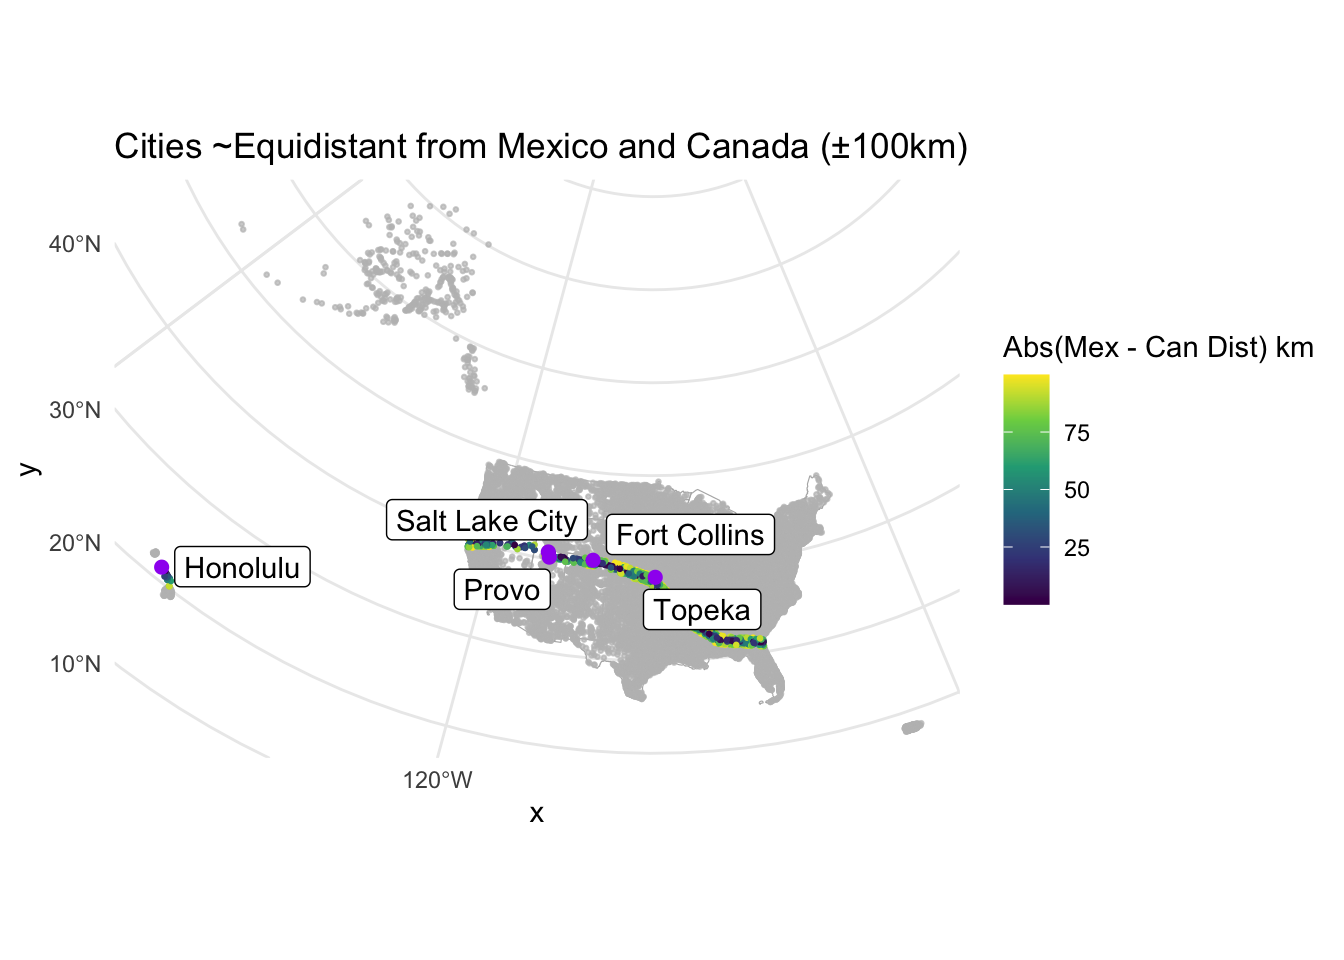 Cities ~Equidistant from Mexico and Canada (±100km)
40°N
30°N
20°N
10°N
120°W
x
y
Salt Lake City
Fort Collins
Honolulu
Provo
Topeka
Abs(Mex - Can Dist) km
75
50
25